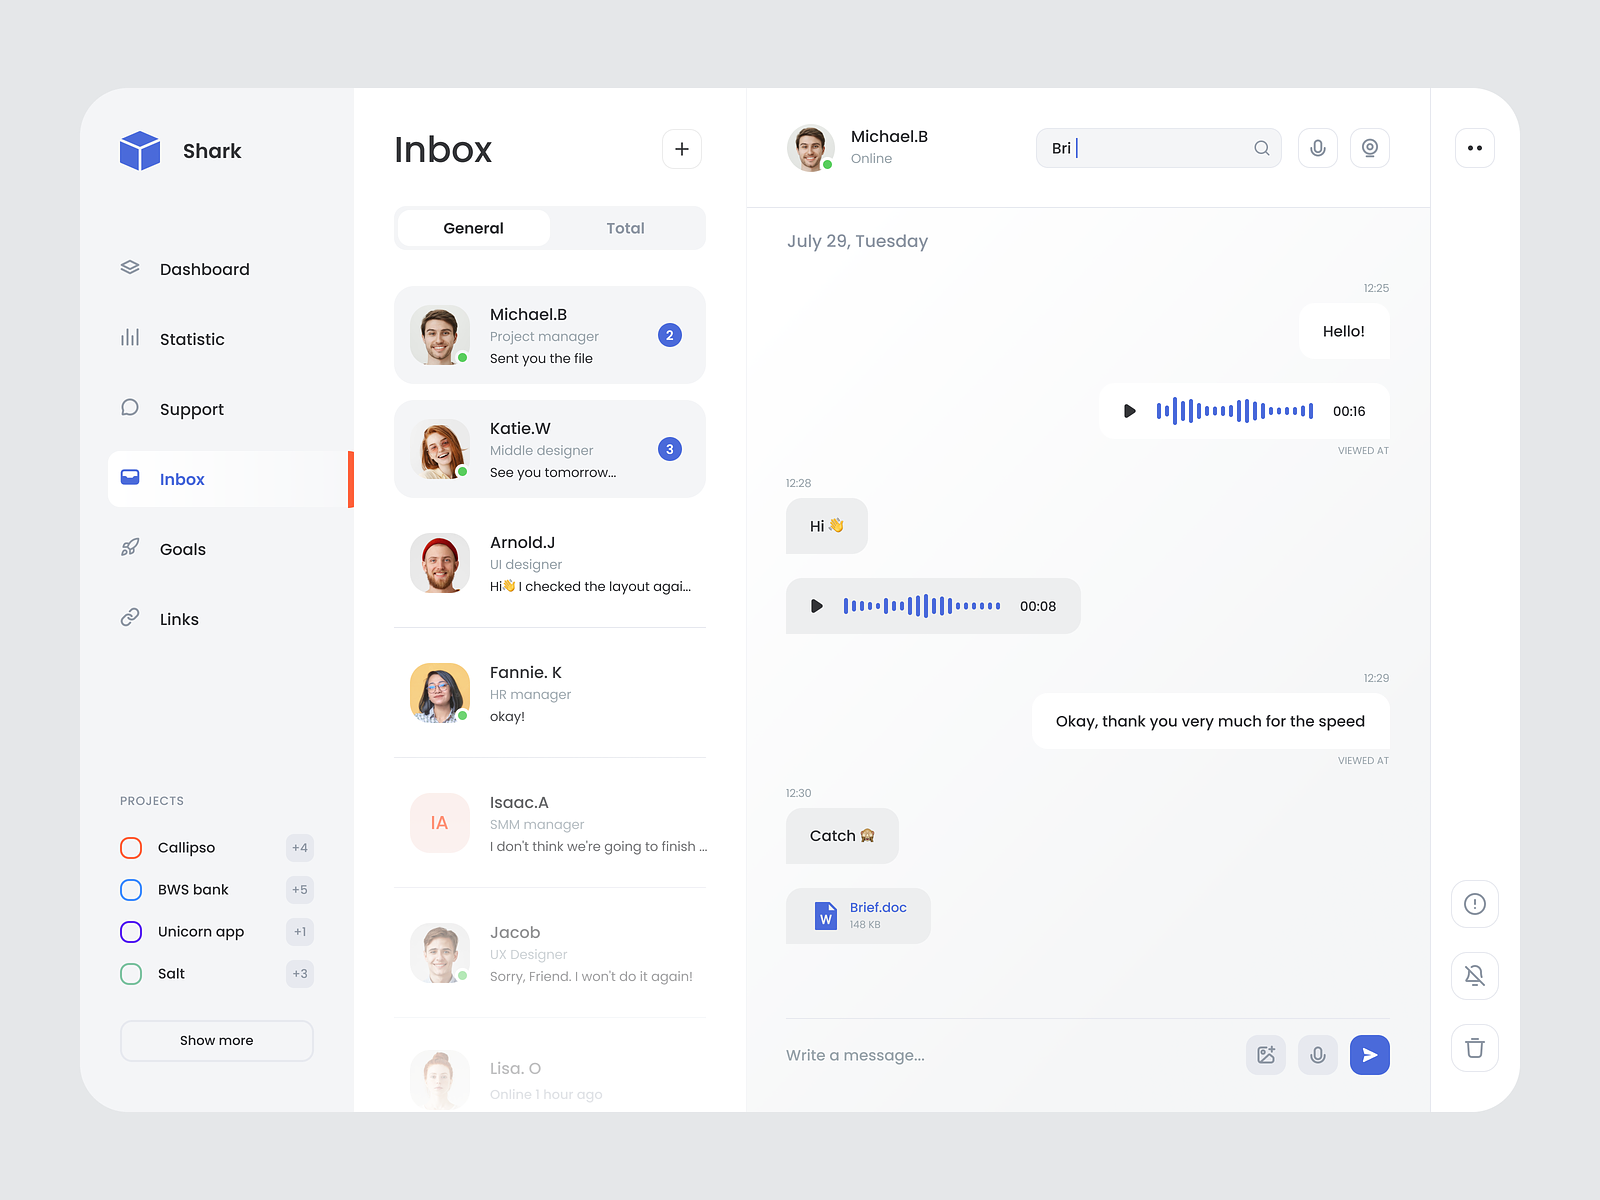 Shark
Dashboard
Statistic
Support
Inbox
Goals
Links
PROJECTS
Callipso +4
BWS bank +5
Unicorn app +1
Salt +3
Show more
Inbox
General Total
Michael.B
Project manager
Sent you the file
2
Katie.W
Middle designer
See you tomorrow...
3
Arnold.J
UI designer
Hi👋 I checked the layout agai...
Fannie. K
HR manager
okay!
IA
Isaac.A
SMM manager
I don't think we're going to finish ...
Jacob
UX Designer
Sorry, Friend. I won't do it again!
Lisa. O
Online 1 hour ago
Michael.B
Online
Bri
July 29, Tuesday
12:25
Hello!
00:16
VIEWED AT
12:28
Hi 👋
00:08
12:29
Okay, thank you very much for the speed
VIEWED AT
12:30
Catch 🙈
W
Brief.doc
148 KB
Write a message...